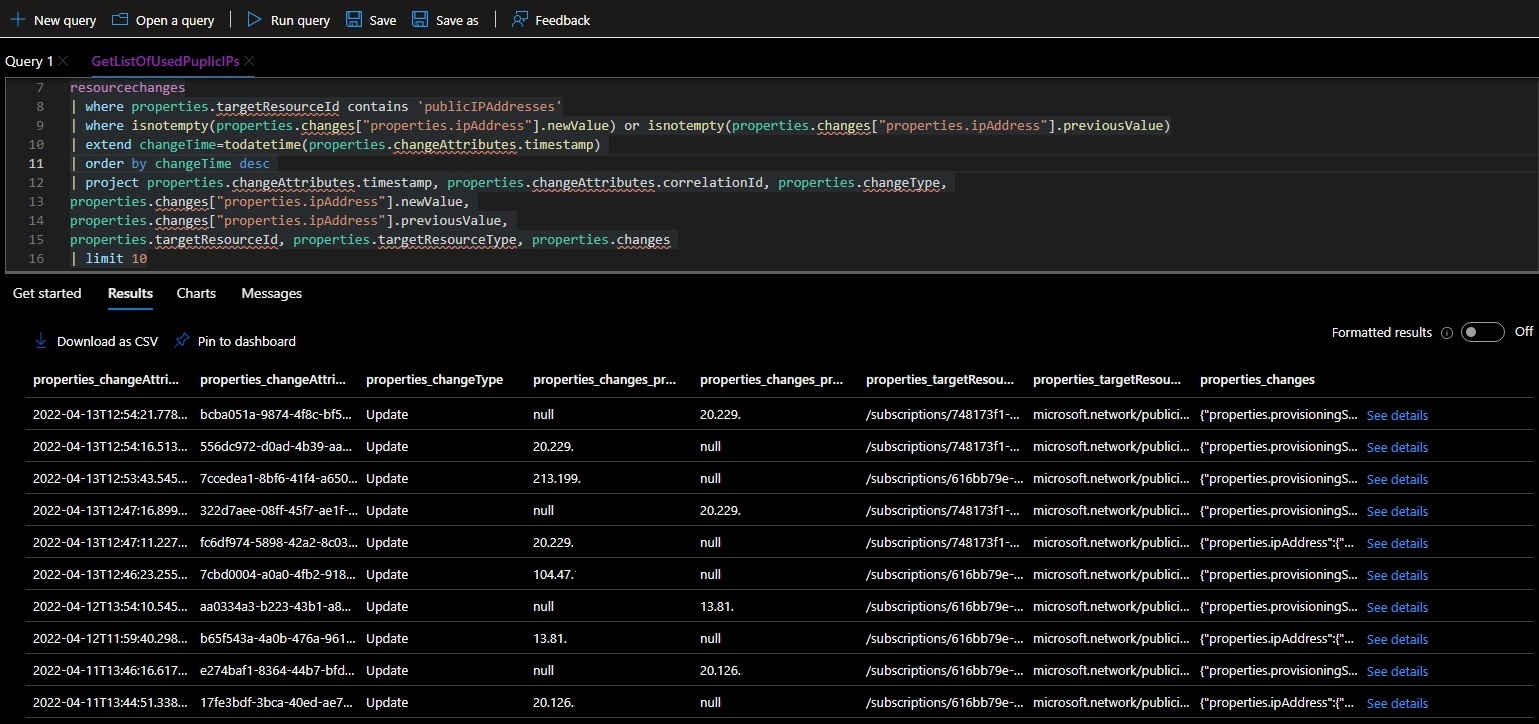 New query Open a query Run query Save Save as Feedback
Query 1 GetListOfUsedPuplicIPs
7 resourcechanges
8 | where properties.targetResourceId contains 'publicIPAddresses'
9 | where isnotempty(properties.changes["properties.ipAddress"].newValue) or isnotempty(properties.changes["properties.ipAddress"].previousValue)
10 | extend changeTime=todatetime(properties.changeAttributes.timestamp)
11 | order by changeTime desc
12 | project properties.changeAttributes.timestamp, properties.changeAttributes.correlationId, properties.changeType,
13 properties.changes["properties.ipAddress"].newValue,
14 properties.changes["properties.ipAddress"].previousValue,
15 properties.targetResourceId, properties.targetResourceType, properties.changes
16 | limit 10
Get started Results Charts Messages
Download as CSV Pin to dashboard Formatted results Off
properties_changeAttri... properties_changeAttri... properties_changeType properties_changes_pr... properties_changes_pr... properties_targetResou... properties_targetResou... properties_changes
2022-04-13T12:54:21.778... bcba051a-9874-4f8c-bf5... Update null 20.229. /subscriptions/748173f1-... microsoft.network/publici... {"properties.provisioningS... See details
2022-04-13T12:54:16.513... 556dc972-d0ad-4b39-aa... Update 20.229. null /subscriptions/748173f1-... microsoft.network/publici... {"properties.provisioningS... See details
2022-04-13T12:53:43.545... 7ccedea1-8bf6-41f4-a650... Update 213.199. null /subscriptions/616bb79e-... microsoft.network/publici... {"properties.provisioningS... See details
2022-04-13T12:47:16.899... 322d7aee-08ff-45f7-ae1f-... Update null 20.229. /subscriptions/748173f1-... microsoft.network/publici... {"properties.provisioningS... See details
2022-04-13T12:47:11.227... fc6df974-5898-42a2-8c03... Update 20.229. null /subscriptions/748173f1-... microsoft.network/publici... {"properties.ipAddress":{"... See details
2022-04-13T12:46:23.255... 7cbd0004-a0a0-4fb2-918... Update 104.47. null /subscriptions/616bb79e-... microsoft.network/publici... {"properties.provisioningS... See details
2022-04-12T13:54:10.545... aa0334a3-b223-43b1-a8... Update null 13.81. /subscriptions/616bb79e-... microsoft.network/publici... {"properties.provisioningS... See details
2022-04-12T11:59:40.298... b65f543a-4a0b-476a-961... Update 13.81. null /subscriptions/616bb79e-... microsoft.network/publici... {"properties.ipAddress":{"... See details
2022-04-11T13:46:16.617... e274baf1-8364-44b7-bfd... Update null 20.126. /subscriptions/616bb79e-... microsoft.network/publici... {"properties.provisioningS... See details
2022-04-11T13:44:51.338... 17fe3bdf-3bca-40ed-ae7... Update 20.126. null /subscriptions/616bb79e-... microsoft.network/publici... {"properties.ipAddress":{"... See details